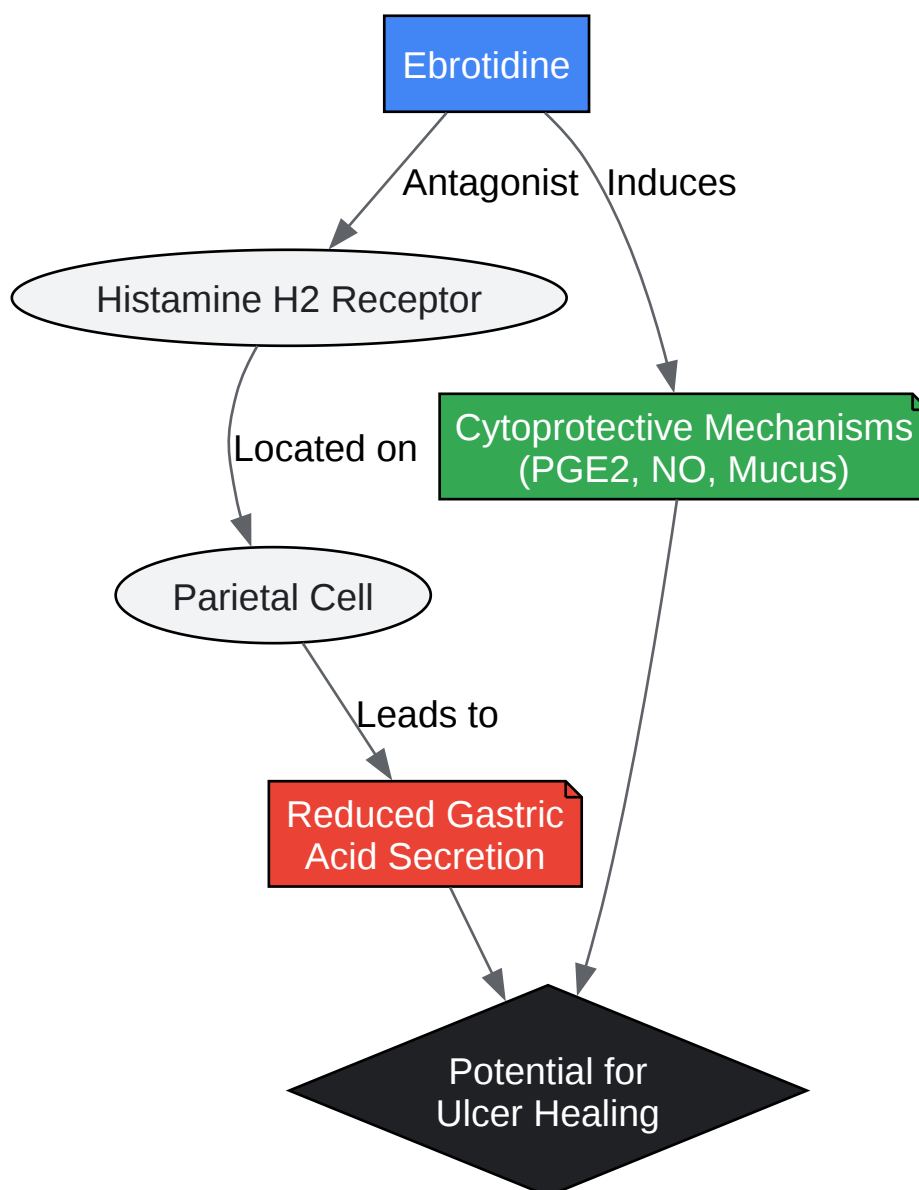 Ebrotidine
Antagonist
Induces
Histamine H2 Receptor
Cytoprotective Mechanisms
(PGE2, NO, Mucus)
Located on
Parietal Cell
Leads to
Reduced Gastric
Acid Secretion
Potential for
Ulcer Healing